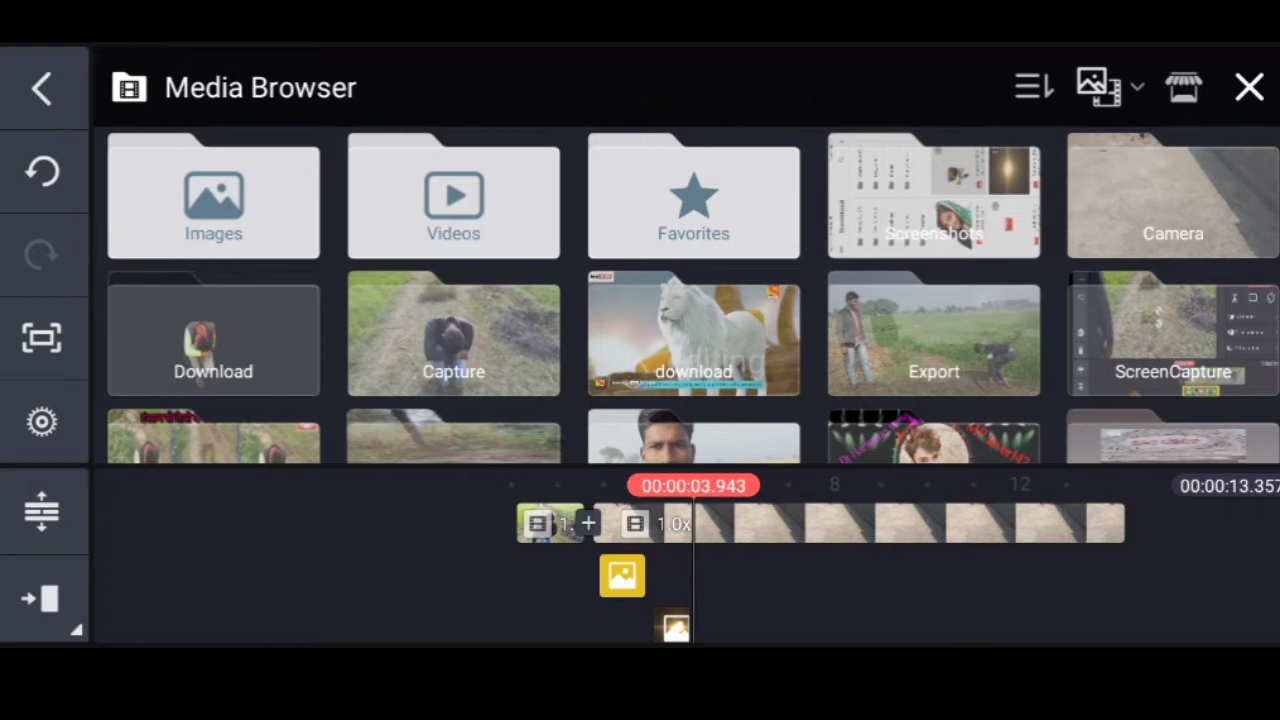 Media Browser
Images
Videos
Favorites
Screenshots
Camera
Download
Capture
download
Export
ScreenCapture
00:00:03.943
8
12
00:00:13.357
1.
1.0x